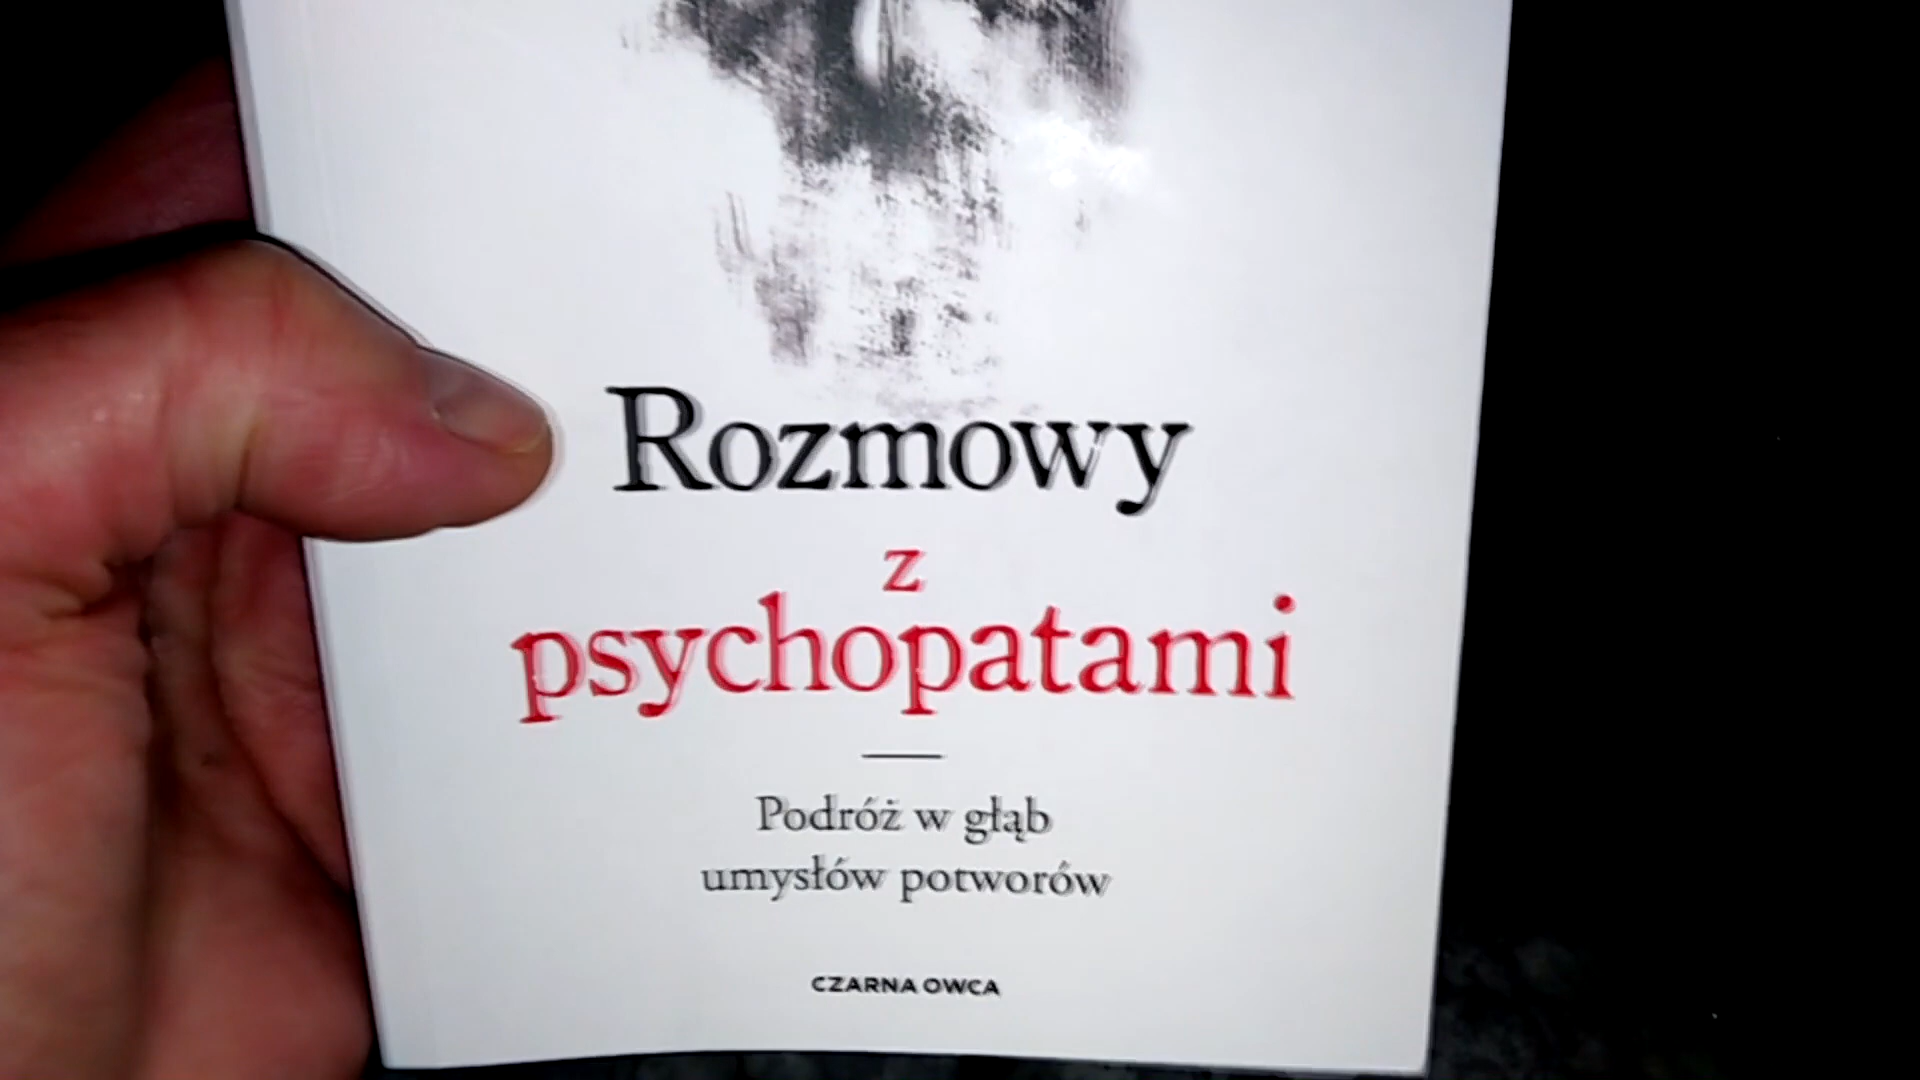 Rozmowy
z
psychopatami
Podróż w głąb
umysłów potworów
CZARNA OWCA